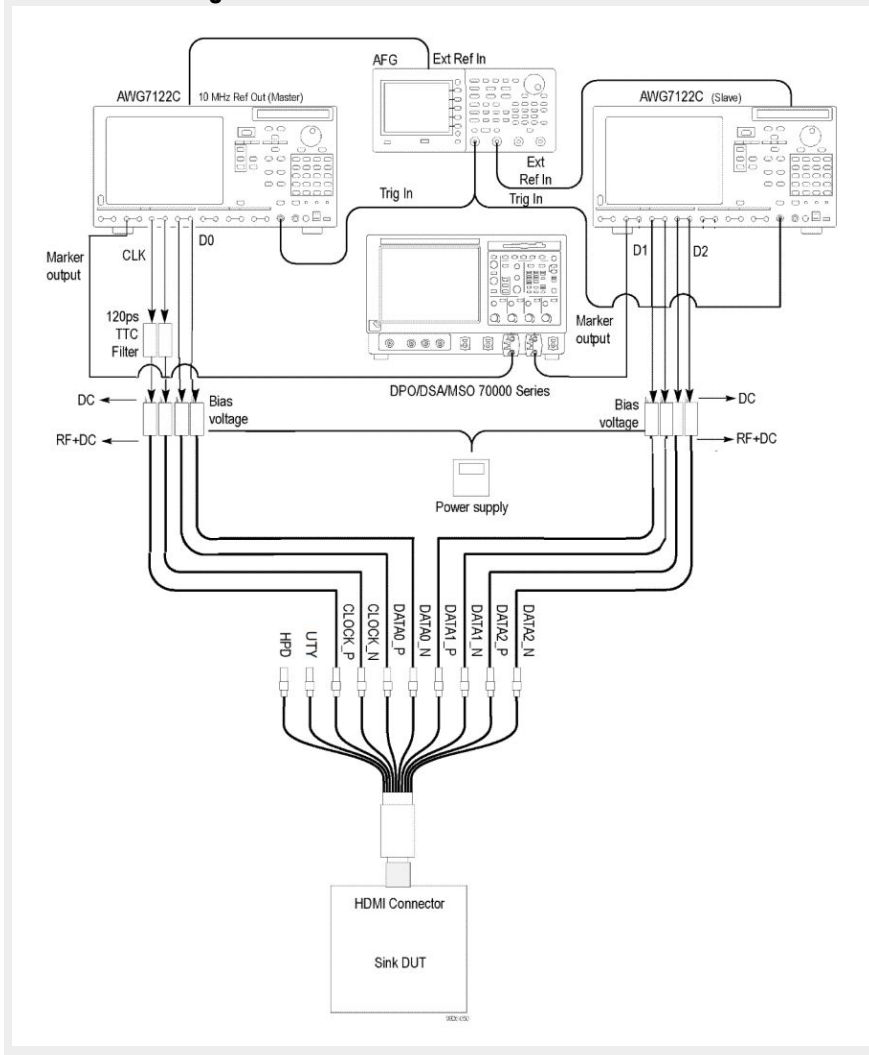 AFG
Ext Ref In
AWG7122C
10 MHz Ref Out (Master)
AWG7122C
(Slave)
Ext
Ref In
Trig In
Trig In
D0
D1
D2
Marker
output
CLK
120ps
TTC
Filter
Marker
output
DPO/DSA/MSO 70000 Series
DC
Bias
voltage
Bias
voltage
DC
RF+DC
RF+DC
Power supply
HPD
UTY
CLOCK_P
CLOCK_N
DATA0_P
DATA0_N
DATA1_P
DATA1_N
DATA2_P
DATA2_N
HDMI Connector
Sink DUT